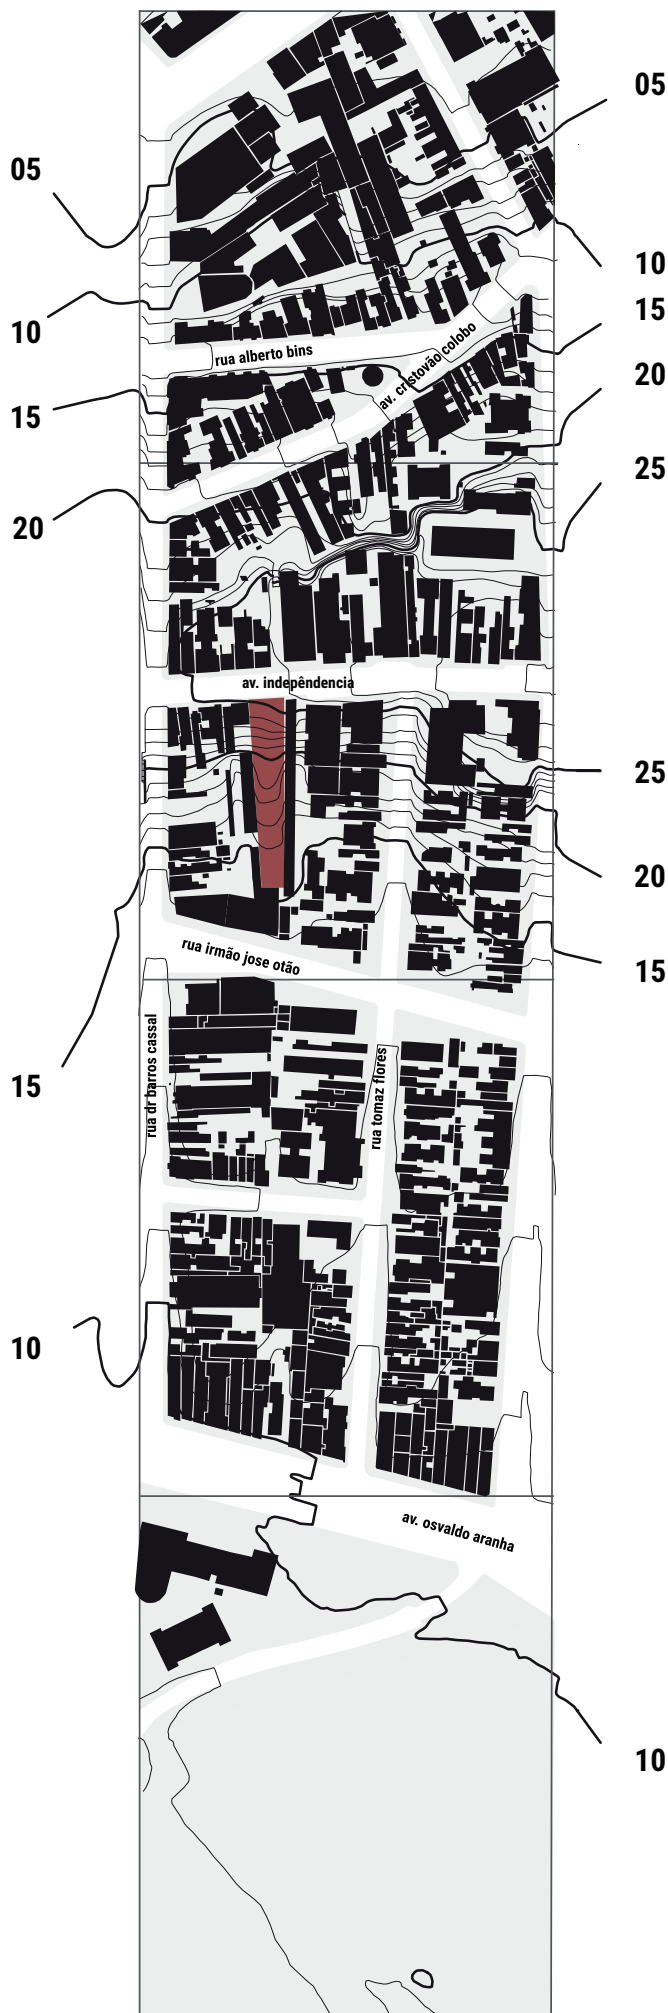 05
05
10
10
15
rua alberto bins
av. cristovão colobo
20
15
25
20
av. indepêndencia
25
20
15
rua irmão jose otão
rua dr barros cassal
rua tomaz flores
15
10
av. osvaldo aranha
10